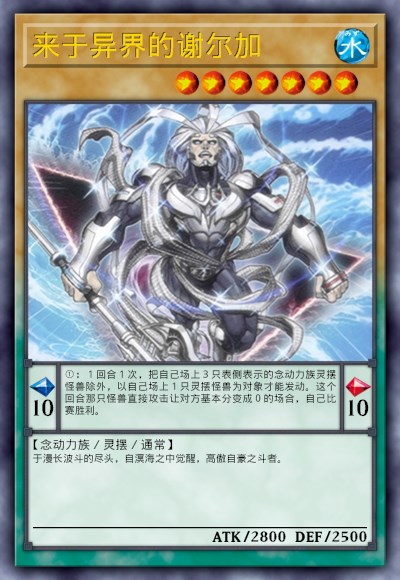 来于异界的谢尔加
水
①：1回合1次，把自己场上3只表侧表示的念动力族灵摆
怪兽除外，以自己场上1只灵摆怪兽为对象才能发动。这个
回合那只怪兽直接攻击让对方基本分变成0的场合，自己比
赛胜利。
10
10
【念动力族／灵摆／通常】
于漫长波斗的尽头，自溟海之中觉醒，高傲自豪之斗者。
ATK/2800 DEF/2500